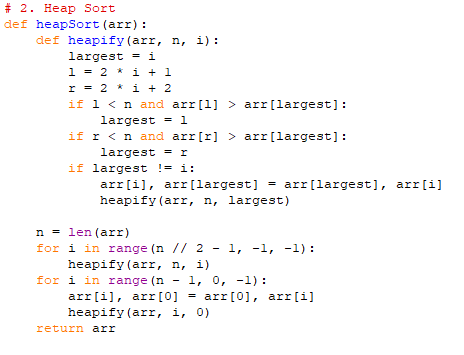 # 2. Heap Sort
def heapSort(arr):
    def heapify(arr, n, i):
        largest = i
        l = 2 * i + 1
        r = 2 * i + 2
        if l < n and arr[l] > arr[largest]:
            largest = l
        if r < n and arr[r] > arr[largest]:
            largest = r
        if largest != i:
            arr[i], arr[largest] = arr[largest], arr[i]
            heapify(arr, n, largest)

    n = len(arr)
    for i in range(n // 2 - 1, -1, -1):
        heapify(arr, n, i)
    for i in range(n - 1, 0, -1):
        arr[i], arr[0] = arr[0], arr[i]
        heapify(arr, i, 0)
    return arr